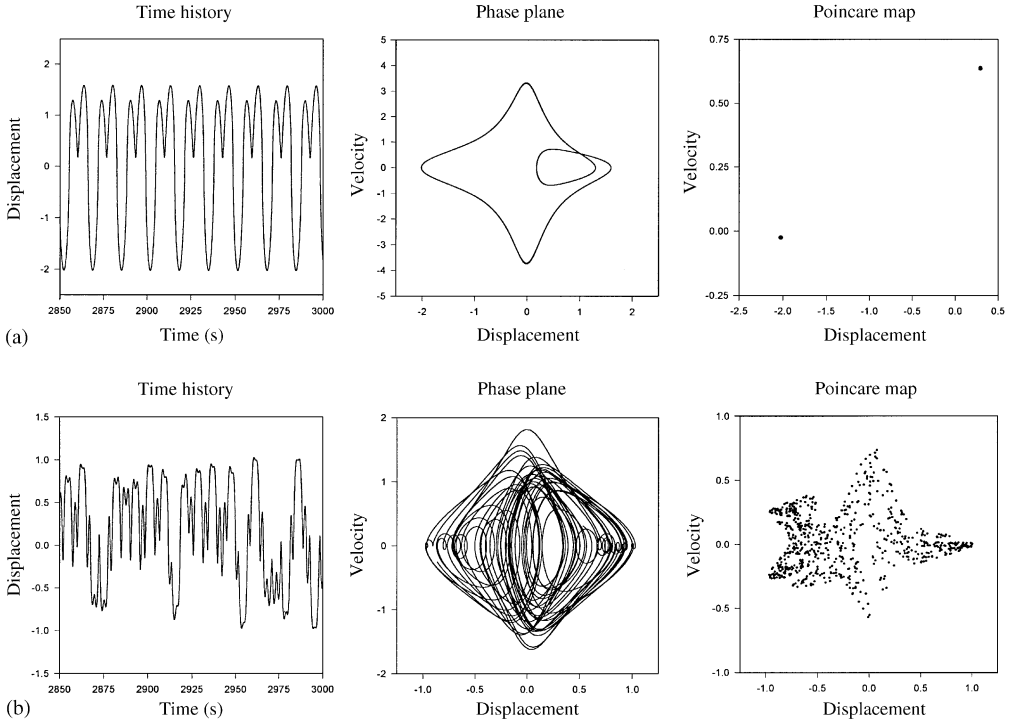 Time history
Phase plane
Poincare map
Displacement
2
1
0
-1
-2
2850 2875 2900 2925 2950 2975 3000
Time (s)
Velocity
5
4
3
2
1
0
-1
-2
-3
-4
-5
-2 -1 0 1 2
Displacement
Velocity
0.75
0.50
0.25
0.00
-0.25
-2.5 -2.0 -1.5 -1.0 -0.5 0.0 0.5
Displacement
(a)
Time history
Phase plane
Poincare map
Displacement
1.5
1.0
0.5
0.0
-0.5
-1.0
-1.5
2850 2875 2900 2925 2950 2975 3000
Time (s)
Velocity
2
1
0
-1
-2
-1.0 -0.5 0.0 0.5 1.0
Displacement
Velocity
1.0
0.5
0.0
-0.5
-1.0
-1.0 -0.5 0.0 0.5 1.0
Displacement
(b)